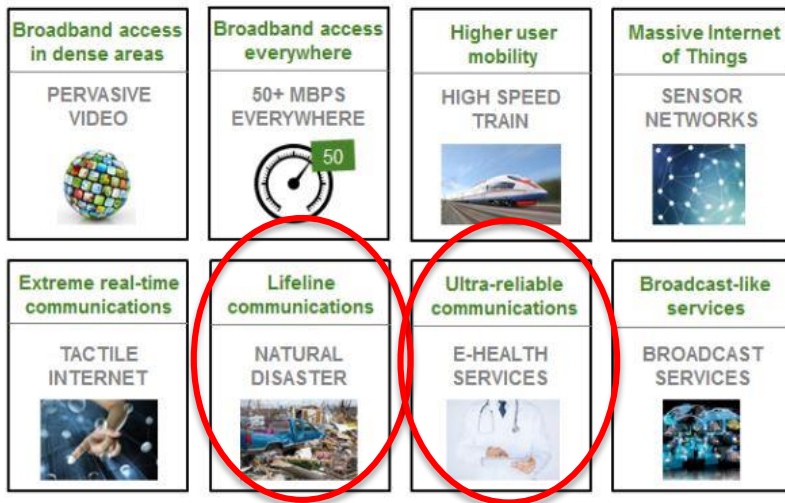 Broadband access
in dense areas
PERVASIVE
VIDEO
Broadband access
everywhere
50+ MBPS
EVERYWHERE
50
Higher user
mobility
HIGH SPEED
TRAIN
Massive Internet
of Things
SENSOR
NETWORKS
Extreme real-time
communications
TACTILE
INTERNET
Lifeline
communications
NATURAL
DISASTER
Ultra-reliable
communications
E-HEALTH
SERVICES
Broadcast-like
services
BROADCAST
SERVICES